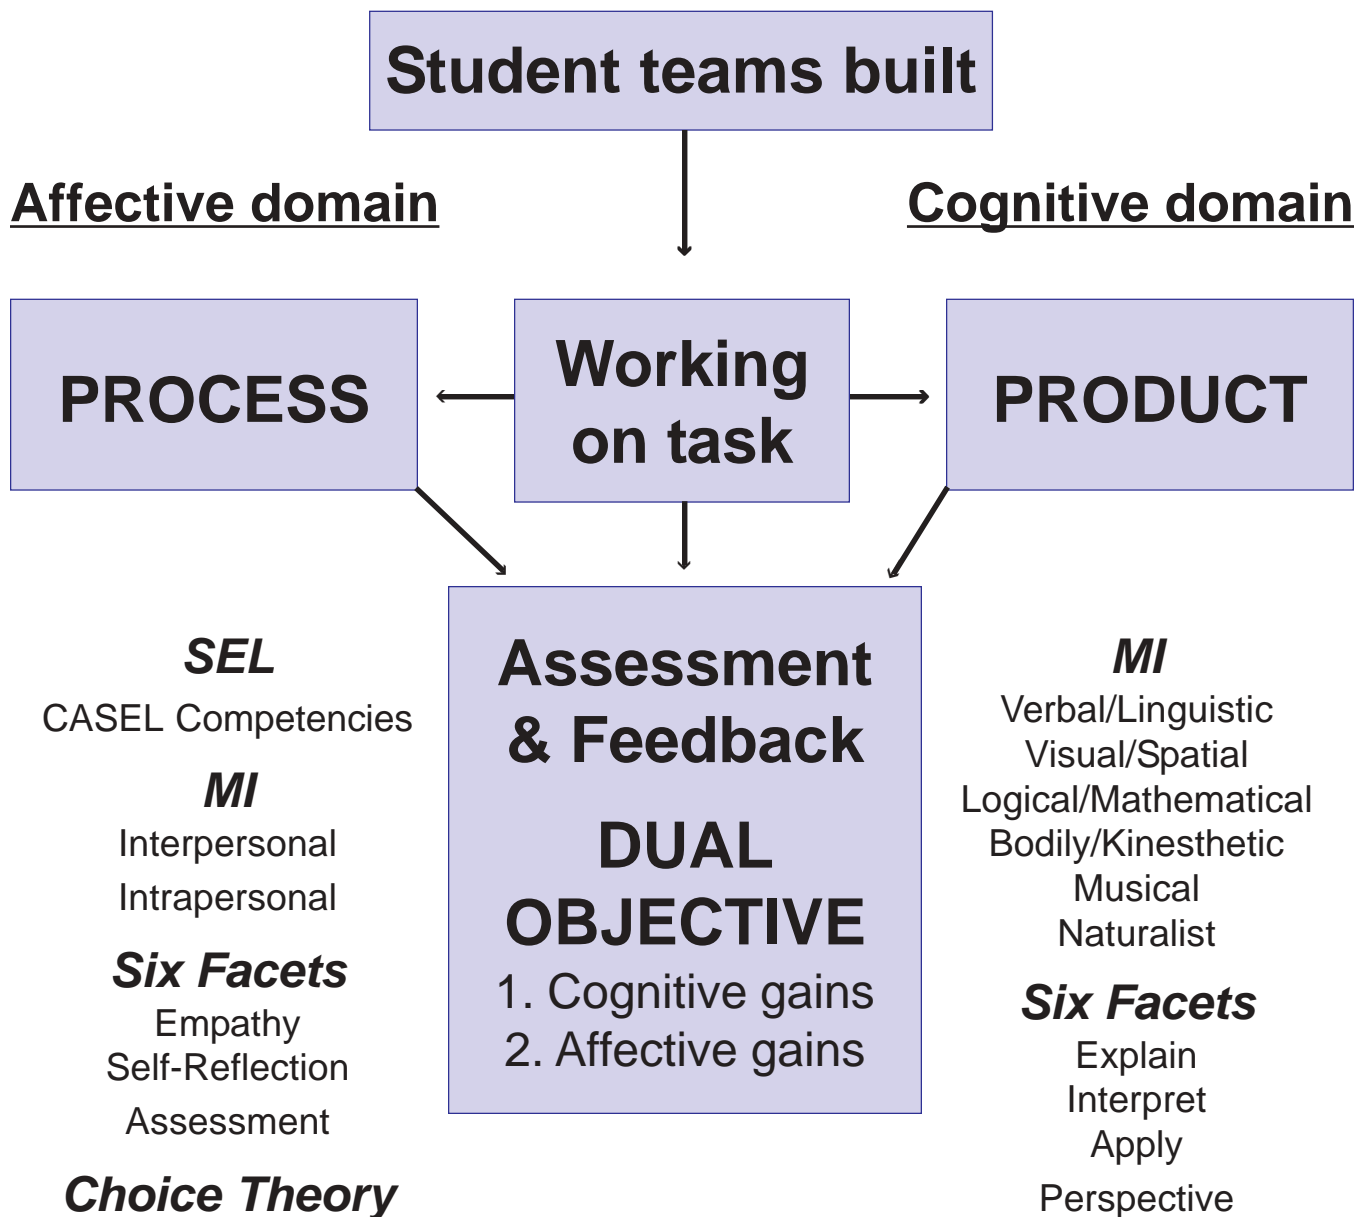 Student teams built
Affective domain
Cognitive domain
PROCESS
Working
on task
PRODUCT
SEL
CASEL Competencies
MI
Interpersonal
Intrapersonal
Six Facets
Empathy
Self-Reflection
Assessment
Choice Theory
Assessment
& Feedback
DUAL
OBJECTIVE
1. Cognitive gains
2. Affective gains
MI
Verbal/Linguistic
Visual/Spatial
Logical/Mathematical
Bodily/Kinesthetic
Musical
Naturalist
Six Facets
Explain
Interpret
Apply
Perspective